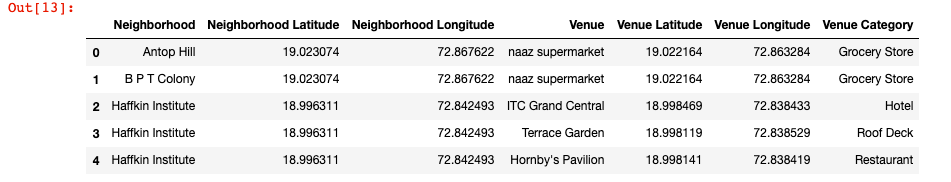 Out[13]:
Neighborhood Neighborhood Latitude Neighborhood Longitude Venue Venue Latitude Venue Longitude Venue Category
0 Antop Hill 19.023074 72.867622 naaz supermarket 19.022164 72.863284 Grocery Store
1 B P T Colony 19.023074 72.867622 naaz supermarket 19.022164 72.863284 Grocery Store
2 Haffkin Institute 18.996311 72.842493 ITC Grand Central 18.998469 72.838433 Hotel
3 Haffkin Institute 18.996311 72.842493 Terrace Garden 18.998119 72.838529 Roof Deck
4 Haffkin Institute 18.996311 72.842493 Hornby's Pavilion 18.998141 72.838419 Restaurant